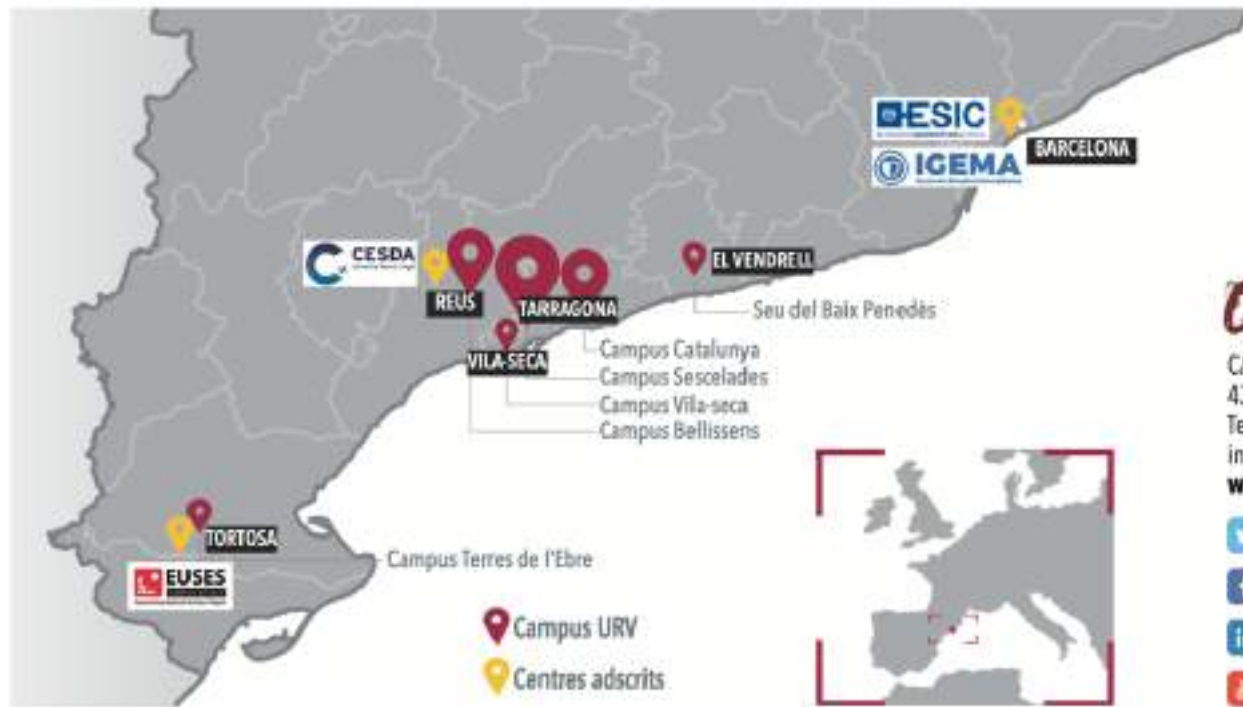 ESIC
IGEMA
BARCELONA
CESDA
REUS
TARRAGONA
EL VENDRELL
Seu del Baix Penedès
VILA-SECA
Campus Catalunya
Campus Sescelades
Campus Vila-seca
Campus Bellissens
TORTOSA
EUSES
Campus Terres de l'Ebre
Campus URV
Centres adscrits